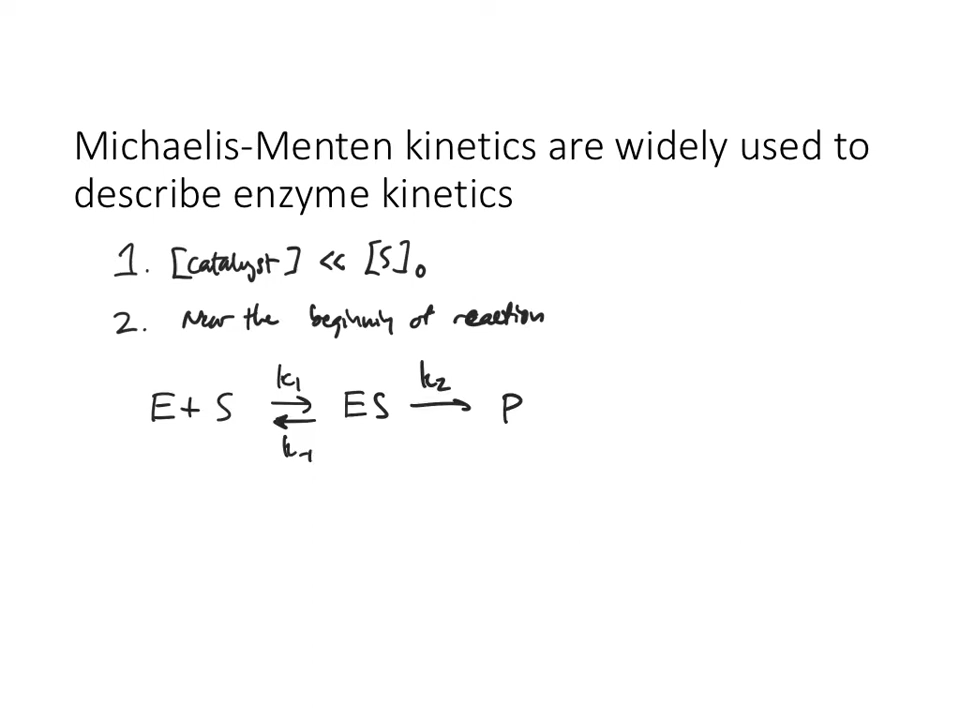 Michaelis-Menten kinetics are widely used to
describe enzyme kinetics
1. [catalyst] << [S]₀
2. Near the beginning of reaction
k₁ k₂
E + S ⇌ ES → P
k₋₁